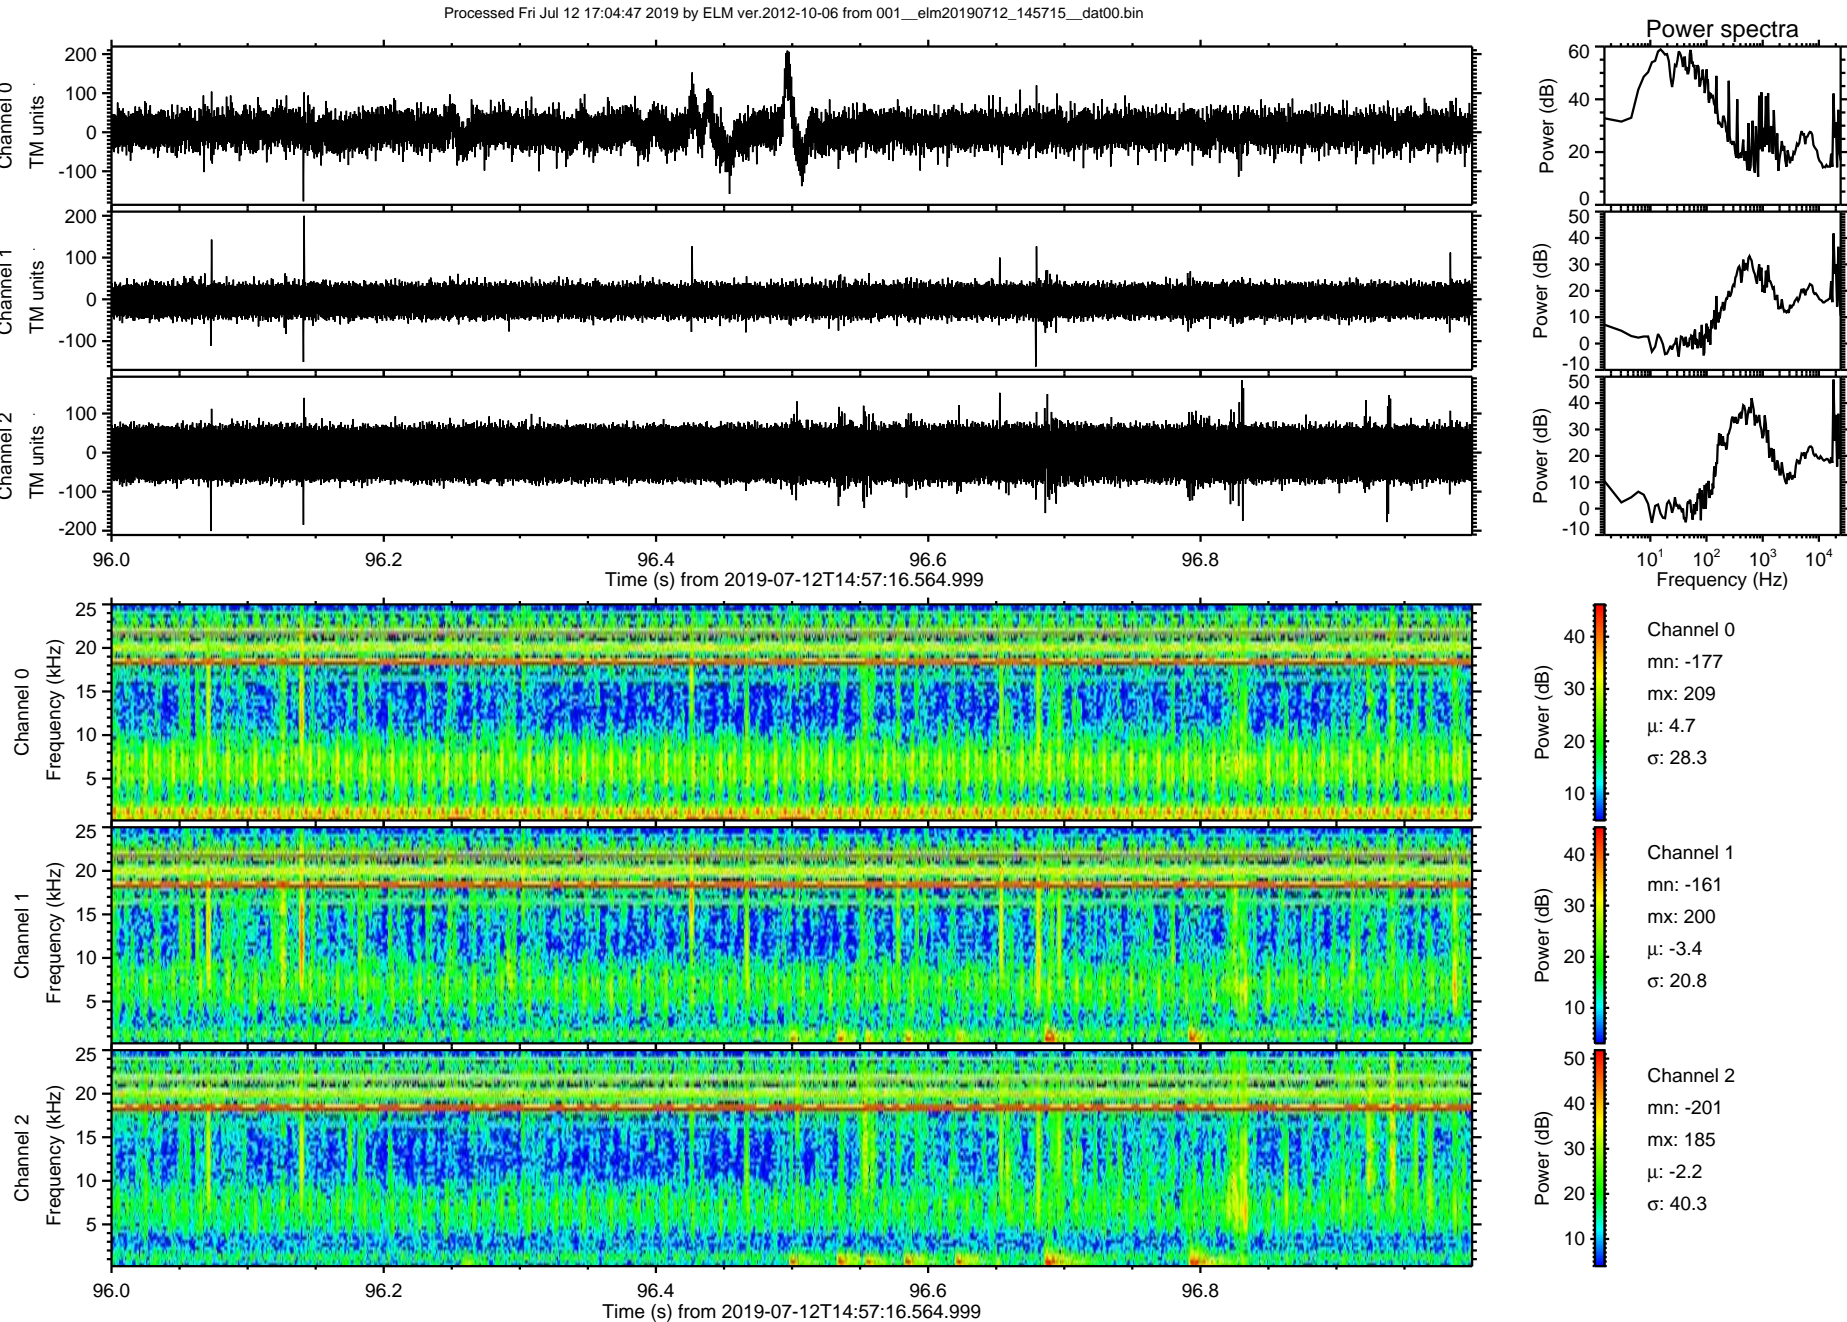 Processed Fri Jul 12 17:04:47 2019 by ELM ver.2012-10-06 from 001__elm20190712_145715__dat00.bin
Power spectra
Channel 0
TM units
200
100
0
-100
Power (dB)
60
40
20
0
Channel 1
TM units
200
100
0
-100
Power (dB)
50
40
30
20
10
0
-10
Channel 2
TM units
100
0
-100
-200
Power (dB)
50
40
30
20
10
0
-10
96.0 96.2 96.4 96.6 96.8
Time (s) from 2019-07-12T14:57:16.564.999
10¹ 10² 10³ 10⁴
Frequency (Hz)
Channel 0
Frequency (kHz)
25
20
15
10
5
Power (dB)
40
30
20
10
Channel 0
mn: -177
mx: 209
μ: 4.7
σ: 28.3
Channel 1
Frequency (kHz)
25
20
15
10
5
Power (dB)
40
30
20
10
Channel 1
mn: -161
mx: 200
μ: -3.4
σ: 20.8
Channel 2
Frequency (kHz)
25
20
15
10
5
Power (dB)
50
40
30
20
10
Channel 2
mn: -201
mx: 185
μ: -2.2
σ: 40.3
96.0 96.2 96.4 96.6 96.8
Time (s) from 2019-07-12T14:57:16.564.999